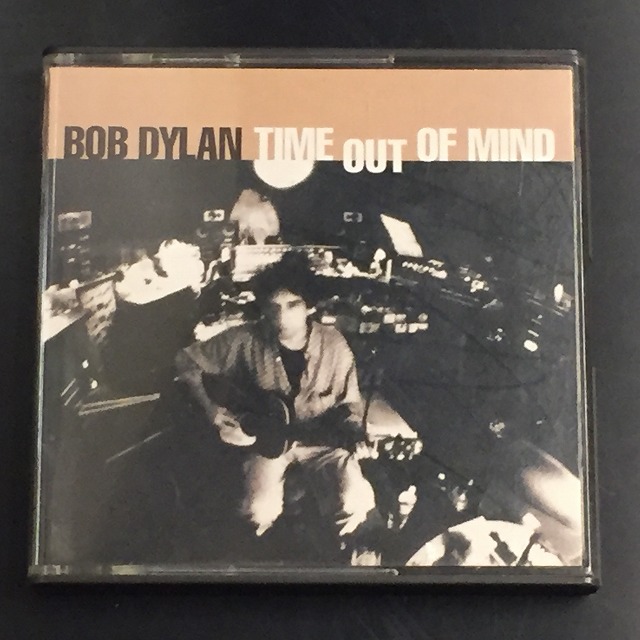 BOB DYLAN TIME OUT OF MIND